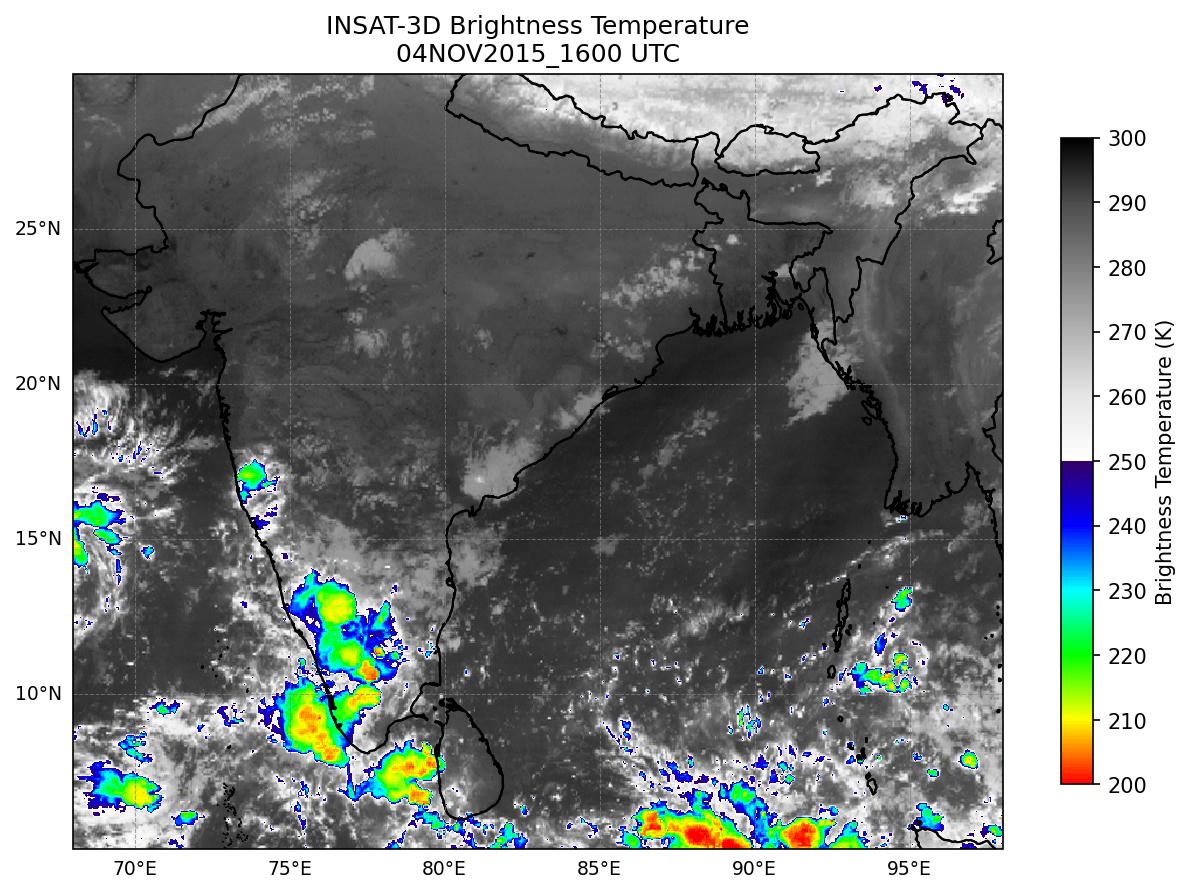 INSAT-3D Brightness Temperature
04NOV2015_1600 UTC
25°N
20°N
15°N
10°N
70°E
75°E
80°E
85°E
90°E
95°E
300
290
280
270
260
250
240
230
220
210
200
Brightness Temperature (K)